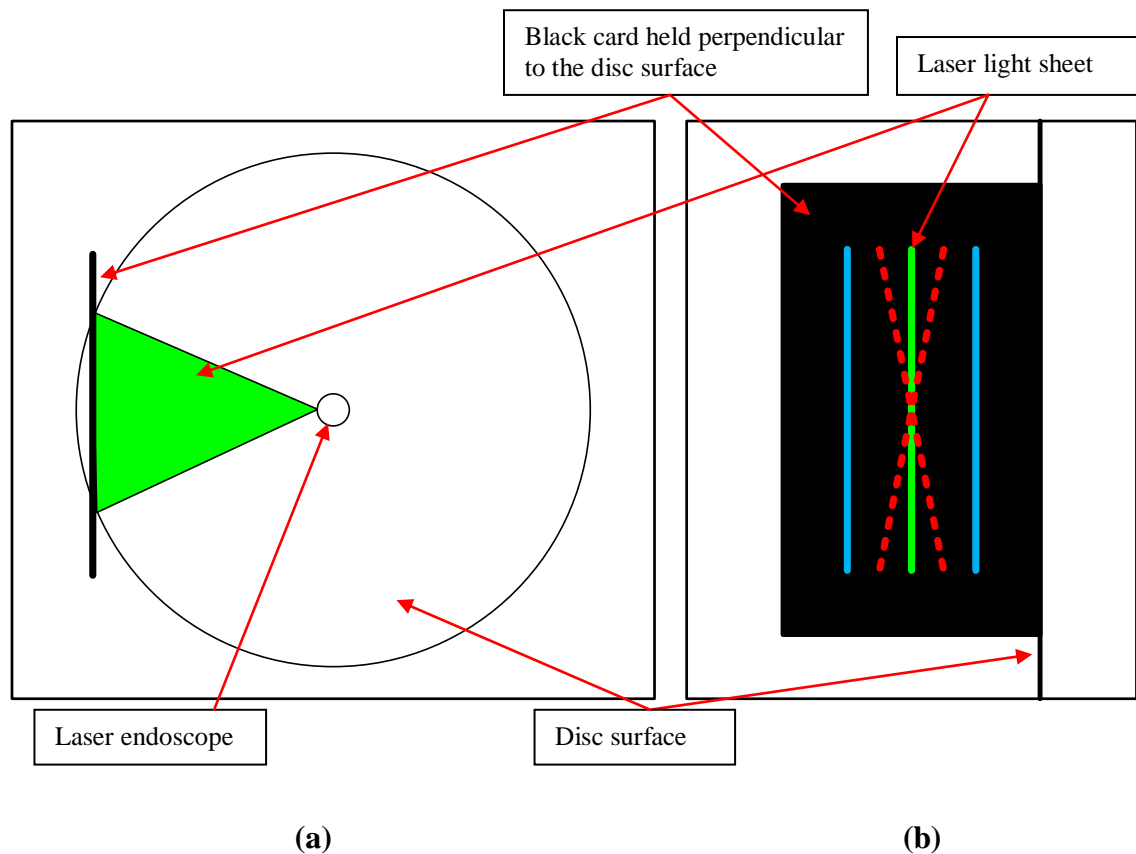 Black card held perpendicular
to the disc surface
Laser light sheet
Laser endoscope
Disc surface
(a)
(b)